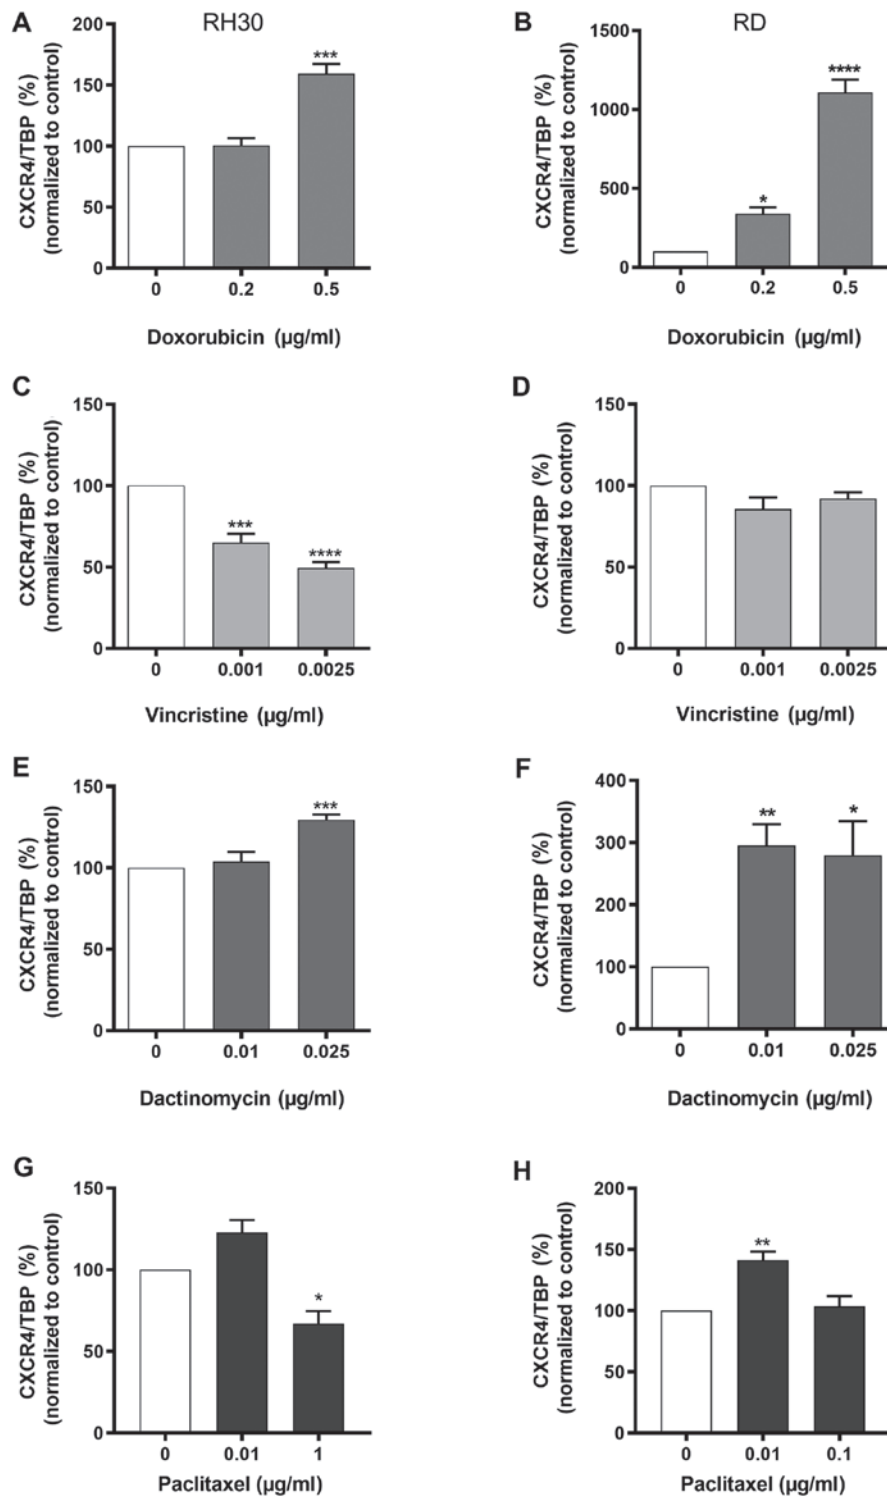 A
RH30
CXCR4/TBP (%)
(normalized to control)
200
150
100
50
0
***
0 0.2 0.5
Doxorubicin (µg/ml)
B
RD
CXCR4/TBP (%)
(normalized to control)
1500
1000
500
0
*
****
0 0.2 0.5
Doxorubicin (µg/ml)
C
CXCR4/TBP (%)
(normalized to control)
150
100
50
0
***
****
0 0.001 0.0025
Vincristine (µg/ml)
D
CXCR4/TBP (%)
(normalized to control)
150
100
50
0
0 0.001 0.0025
Vincristine (µg/ml)
E
CXCR4/TBP (%)
(normalized to control)
150
100
50
0
***
0 0.01 0.025
Dactinomycin (µg/ml)
F
CXCR4/TBP (%)
(normalized to control)
400
300
200
100
0
**
*
0 0.01 0.025
Dactinomycin (µg/ml)
G
CXCR4/TBP (%)
(normalized to control)
150
100
50
0
*
0 0.01 1
Paclitaxel (µg/ml)
H
CXCR4/TBP (%)
(normalized to control)
200
150
100
50
0
**
0 0.01 0.1
Paclitaxel (µg/ml)